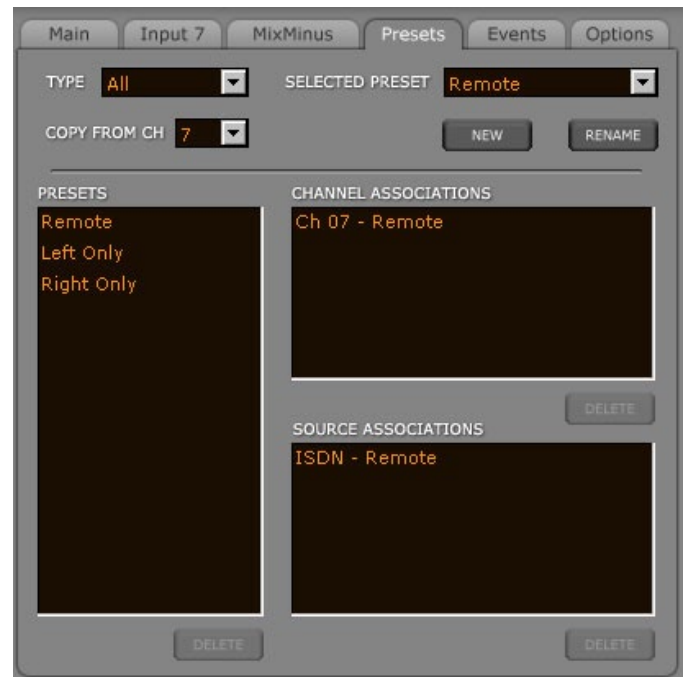 Main Input 7 MixMinus Presets Events Options
TYPE All SELECTED PRESET Remote
COPY FROM CH 7 NEW RENAME
PRESETS
Remote
Left Only
Right Only
DELETE
CHANNEL ASSOCIATIONS
Ch 07 - Remote
DELETE
SOURCE ASSOCIATIONS
ISDN - Remote
DELETE